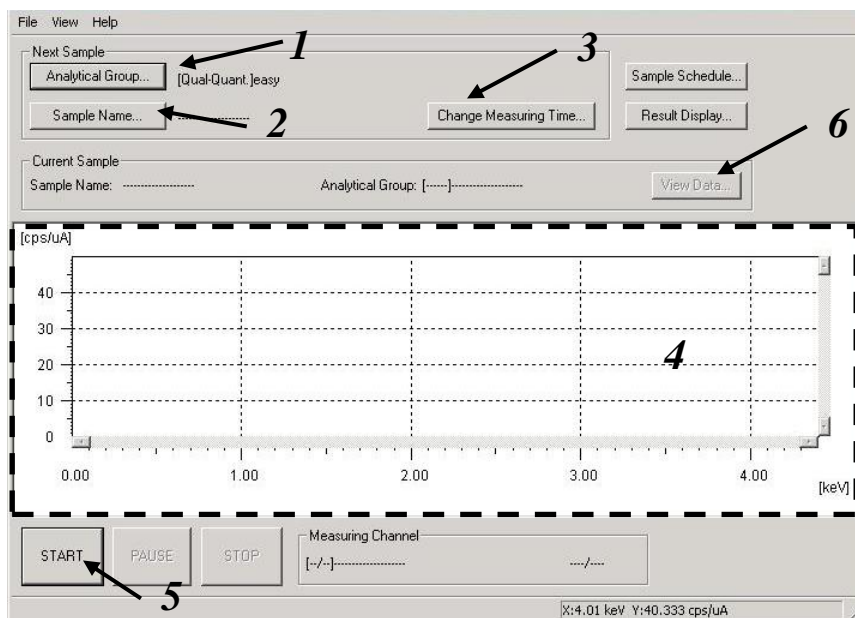 File View Help
Next Sample
1
3
Analytical Group... [Qual-Quant.]easy
Sample Schedule...
Sample Name... -------------------
2
Change Measuring Time...
Result Display...
6
Current Sample
Sample Name: ------------------- Analytical Group: [-----]-------------------
View Data...
[cps/uA]
40
30
20
10
0
4
0.00 1.00 2.00 3.00 4.00
[keV]
START PAUSE STOP
Measuring Channel
[--/--]------------------- ----/----
5
X:4.01 keV Y:40.333 cps/uA